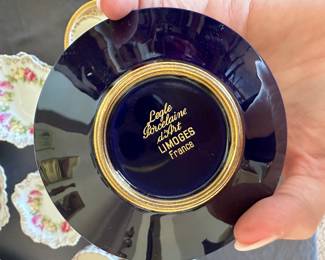 Legle
Porcelaine
d'Art
LIMOGES
France